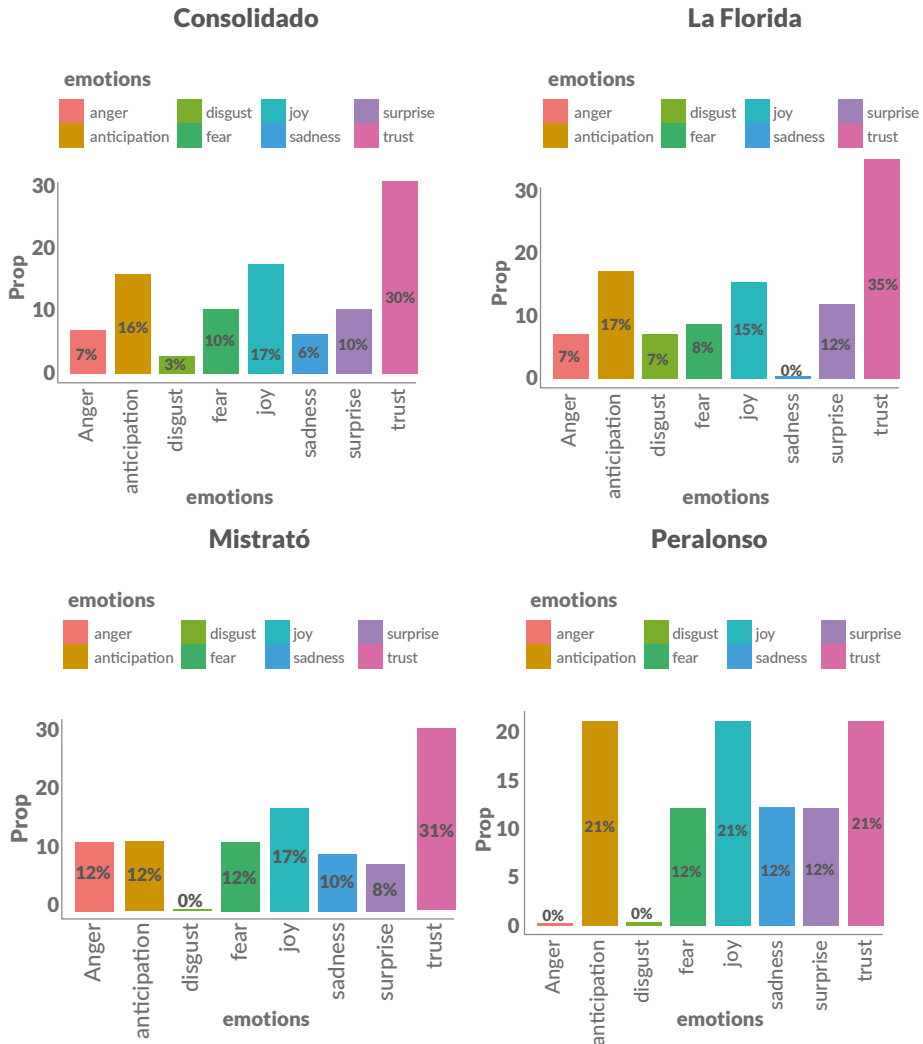 Consolidado
emotions
anger disgust joy surprise
anticipation fear sadness trust
Prop
30
20
10
0
7%
16%
3%
10%
17%
6%
10%
30%
Anger
anticipation
disgust
fear
joy
sadness
surprise
trust
emotions
La Florida
emotions
anger disgust joy surprise
anticipation fear sadness trust
Prop
30
20
10
0
7%
17%
7%
8%
15%
0%
12%
35%
Anger
anticipation
disgust
fear
joy
sadness
surprise
trust
emotions
Mistrató
emotions
anger disgust joy surprise
anticipation fear sadness trust
Prop
30
20
10
0
12%
12%
0%
12%
17%
10%
8%
31%
Anger
anticipation
disgust
fear
joy
sadness
surprise
trust
emotions
Peralonso
emotions
anger disgust joy surprise
anticipation fear sadness trust
Prop
20
15
10
5
0
0%
21%
0%
12%
21%
12%
12%
21%
Anger
anticipation
disgust
fear
joy
sadness
surprise
trust
emotions